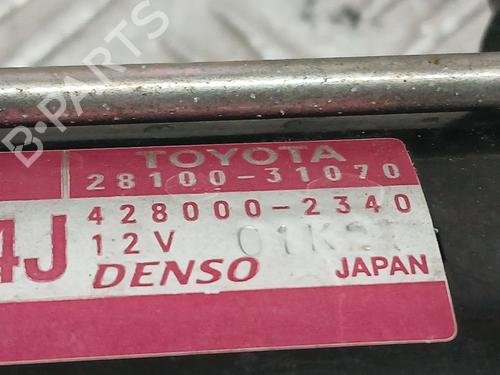 TOYOTA
28100-31070
4J 428000-2340
12V
DENSO JAPAN
B-PARTS